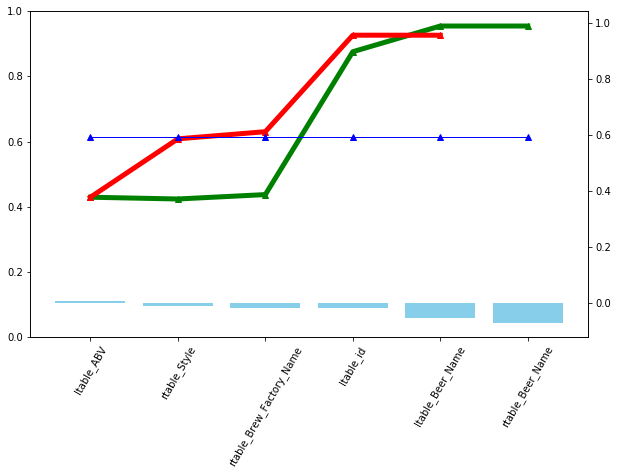 1.0
0.8
0.6
0.4
0.2
0.0
1.0
0.8
0.6
0.4
0.2
0.0
ltable_ABV
rtable_Style
rtable_Brew_Factory_Name
ltable_id
ltable_Beer_Name
rtable_Beer_Name